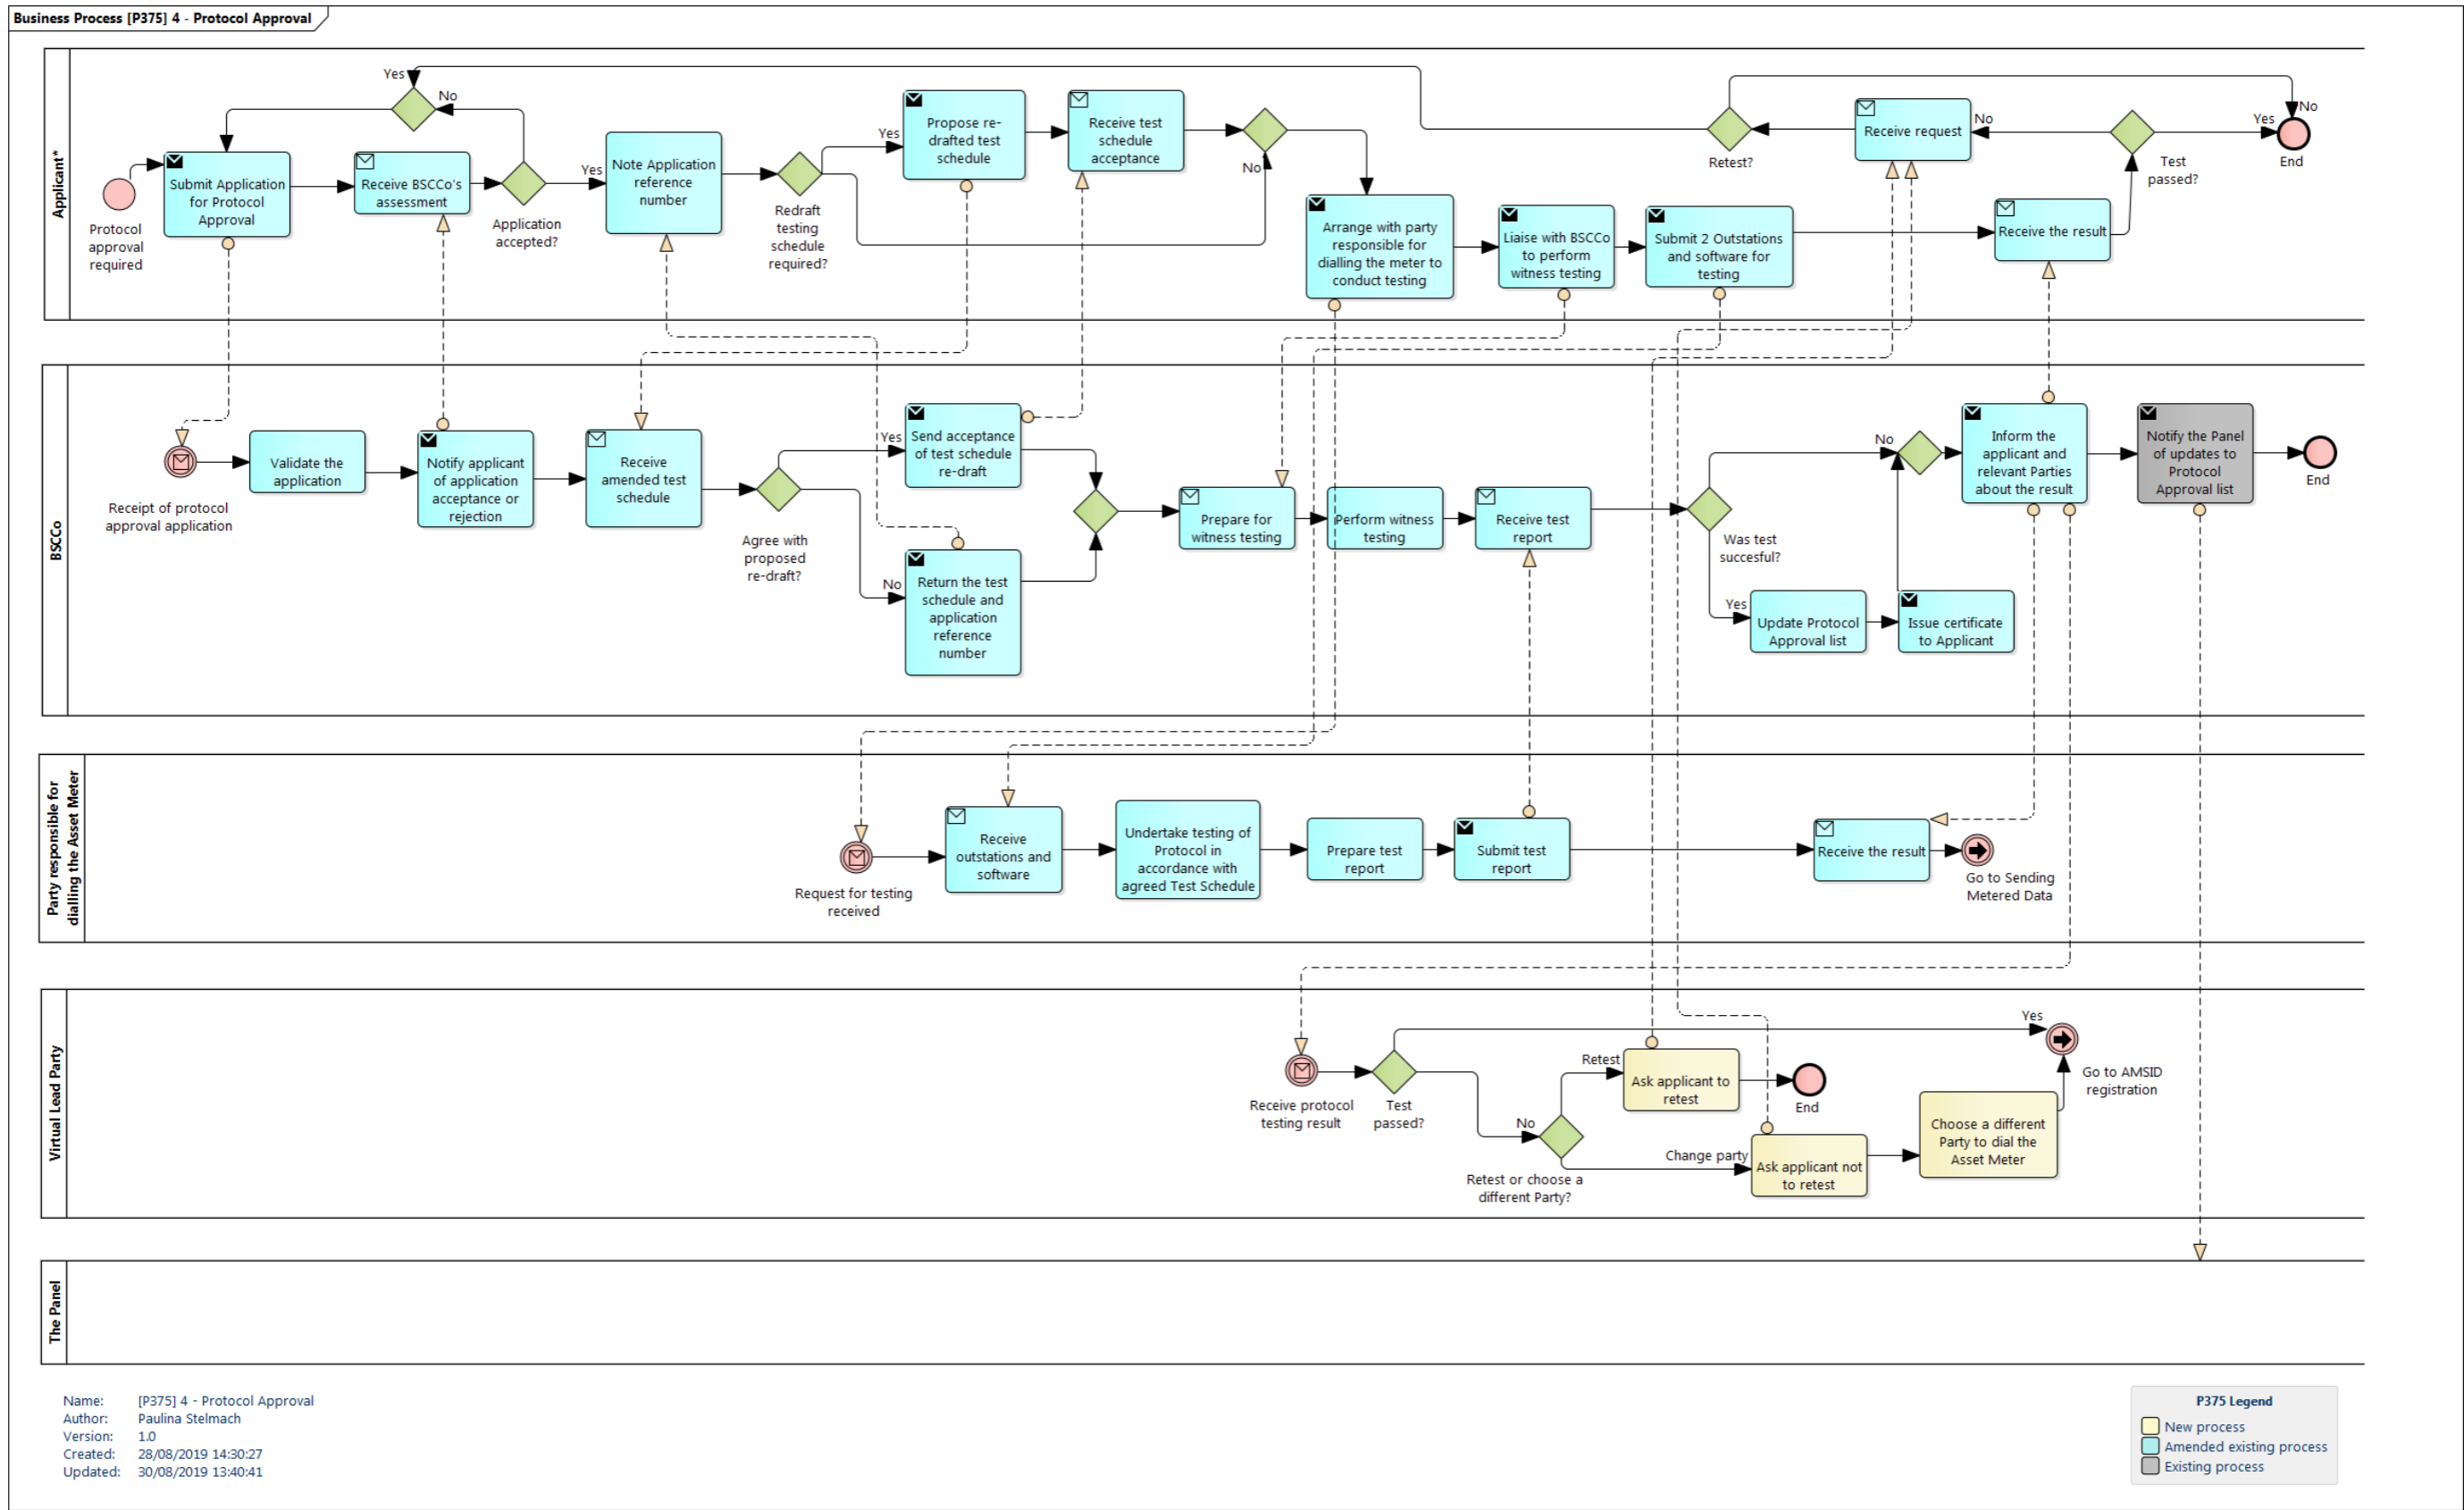 Business Process [P375] 4 - Protocol Approval
Applicant*
Protocol
approval
required
Submit Application
for Protocol
Approval
Yes
No
Receive BSCCo's
assessment
Application
accepted?
Yes
Note Application
reference
number
Redraft
testing
schedule
required?
Yes
Propose re-
drafted test
schedule
Receive test
schedule
acceptance
No
Arrange with party
responsible for
dialling the meter to
conduct testing
Liaise with BSCCo
to perform
witness testing
Submit 2 Outstations
and software for
testing
Retest?
Receive request
No
Receive the result
Test
passed?
Yes
No
End
BSCCo
Receipt of protocol
approval application
Validate the
application
Notify applicant
of application
acceptance or
rejection
Receive
amended test
schedule
Agree with
proposed
re-draft?
Yes
Send acceptance
of test schedule
re-draft
No
Return the test
schedule and
application
reference
number
Prepare for
witness testing
Perform witness
testing
Receive test
report
Was test
succesful?
No
Yes
Update Protocol
Approval list
Issue certificate
to Applicant
Inform the
applicant and
relevant Parties
about the result
Notify the Panel
of updates to
Protocol
Approval list
End
Party responsible for
dialling the Asset Meter
Request for testing
received
Receive
outstations and
software
Undertake testing of
Protocol in
accordance with
agreed Test Schedule
Prepare test
report
Submit test
report
Receive the result
Go to Sending
Metered Data
Virtual Lead Party
Receive protocol
testing result
Test
passed?
Yes
No
Retest or choose a
different Party?
Retest
Ask applicant to
retest
End
Change party
Ask applicant not
to retest
Choose a different
Party to dial the
Asset Meter
Go to AMSID
registration
The Panel
Name: [P375] 4 - Protocol Approval
Author: Paulina Stelmach
Version: 1.0
Created: 28/08/2019 14:30:27
Updated: 30/08/2019 13:40:41
P375 Legend
New process
Amended existing process
Existing process